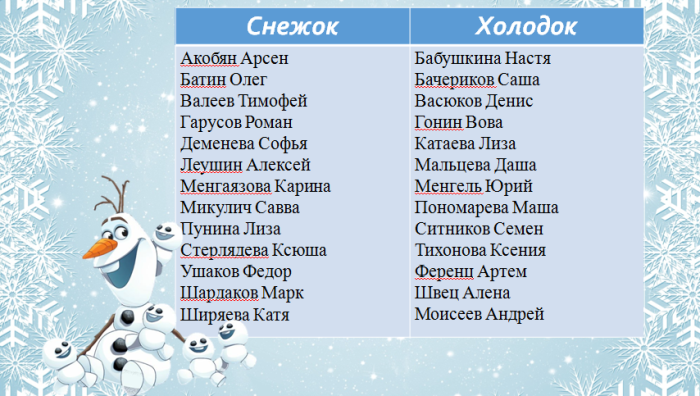 Снежок Холодок
Акобян Арсен Бабушкина Настя
Батин Олег Бачериков Саша
Валеев Тимофей Васюков Денис
Гарусов Роман Гонин Вова
Деменева Софья Катаева Лиза
Леушин Алексей Мальцева Даша
Менгаязова Карина Менгель Юрий
Микулич Савва Пономарева Маша
Пунина Лиза Ситников Семен
Стерлядева Ксюша Тихонова Ксения
Ушаков Федор Ференц Артем
Шардаков Марк Швец Алена
Ширяева Катя Моисеев Андрей